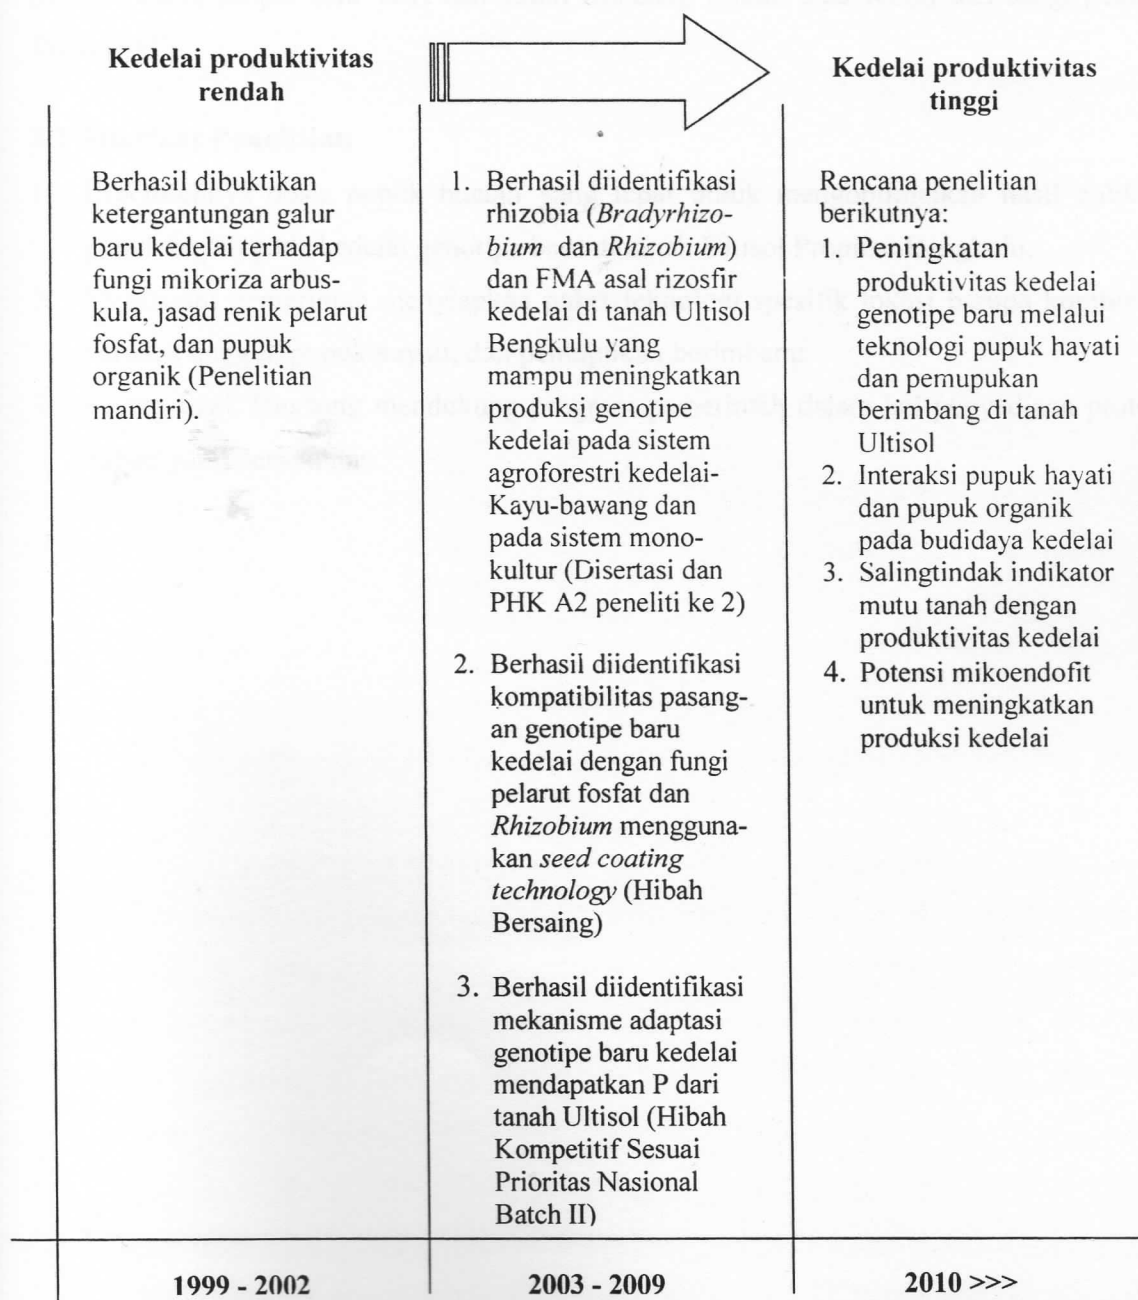 Kedelai produktivitas
rendah
Kedelai produktivitas
tinggi
Berhasil dibuktikan
ketergantungan galur
baru kedelai terhadap
fungi mikoriza arbus-
kula, jasad renik pelarut
fosfat, dan pupuk
organik (Penelitian
mandiri).
1. Berhasil diidentifikasi
rhizobia (Bradyrhizo-
bium dan Rhizobium)
dan FMA asal rizosfir
kedelai di tanah Ultisol
Bengkulu yang
mampu meningkatkan
produksi genotipe
kedelai pada sistem
agroforestri kedelai-
Kayu-bawang dan
pada sistem mono-
kultur (Disertasi dan
PHK A2 peneliti ke 2)
2. Berhasil diidentifikasi
kompatibilitas pasang-
an genotipe baru
kedelai dengan fungi
pelarut fosfat dan
Rhizobium mengguna-
kan seed coating
technology (Hibah
Bersaing)
3. Berhasil diidentifikasi
mekanisme adaptasi
genotipe baru kedelai
mendapatkan P dari
tanah Ultisol (Hibah
Kompetitif Sesuai
Prioritas Nasional
Batch II)
Rencana penelitian
berikutnya:
1. Peningkatan
produktivitas kedelai
genotipe baru melalui
teknologi pupuk hayati
dan pemupukan
berimbang di tanah
Ultisol
2. Interaksi pupuk hayati
dan pupuk organik
pada budidaya kedelai
3. Salingtindak indikator
mutu tanah dengan
produktivitas kedelai
4. Potensi mikoendofit
untuk meningkatkan
produksi kedelai
1999 - 2002
2003 - 2009
2010 >>>